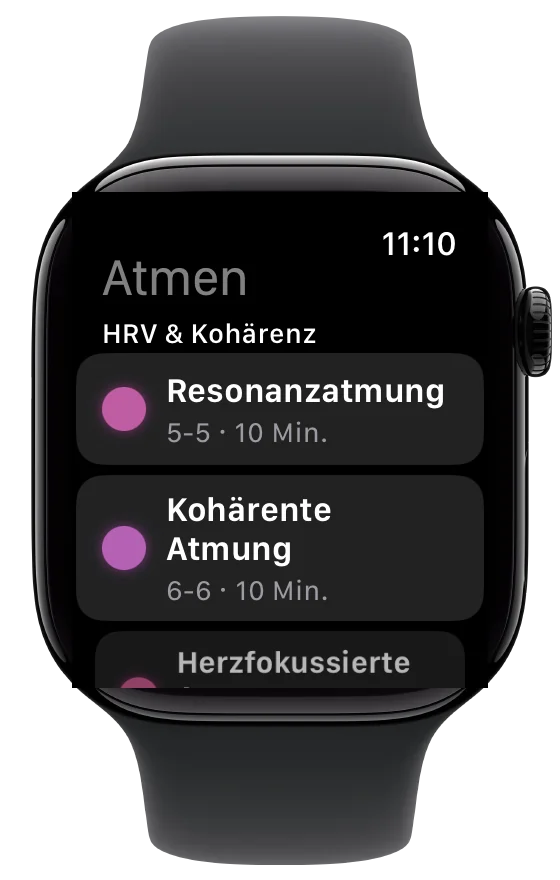 11:10
Atmen
HRV & Kohärenz
Resonanzatmung
5-5 · 10 Min.
Kohärente
Atmung
6-6 · 10 Min.
Herzfokussierte